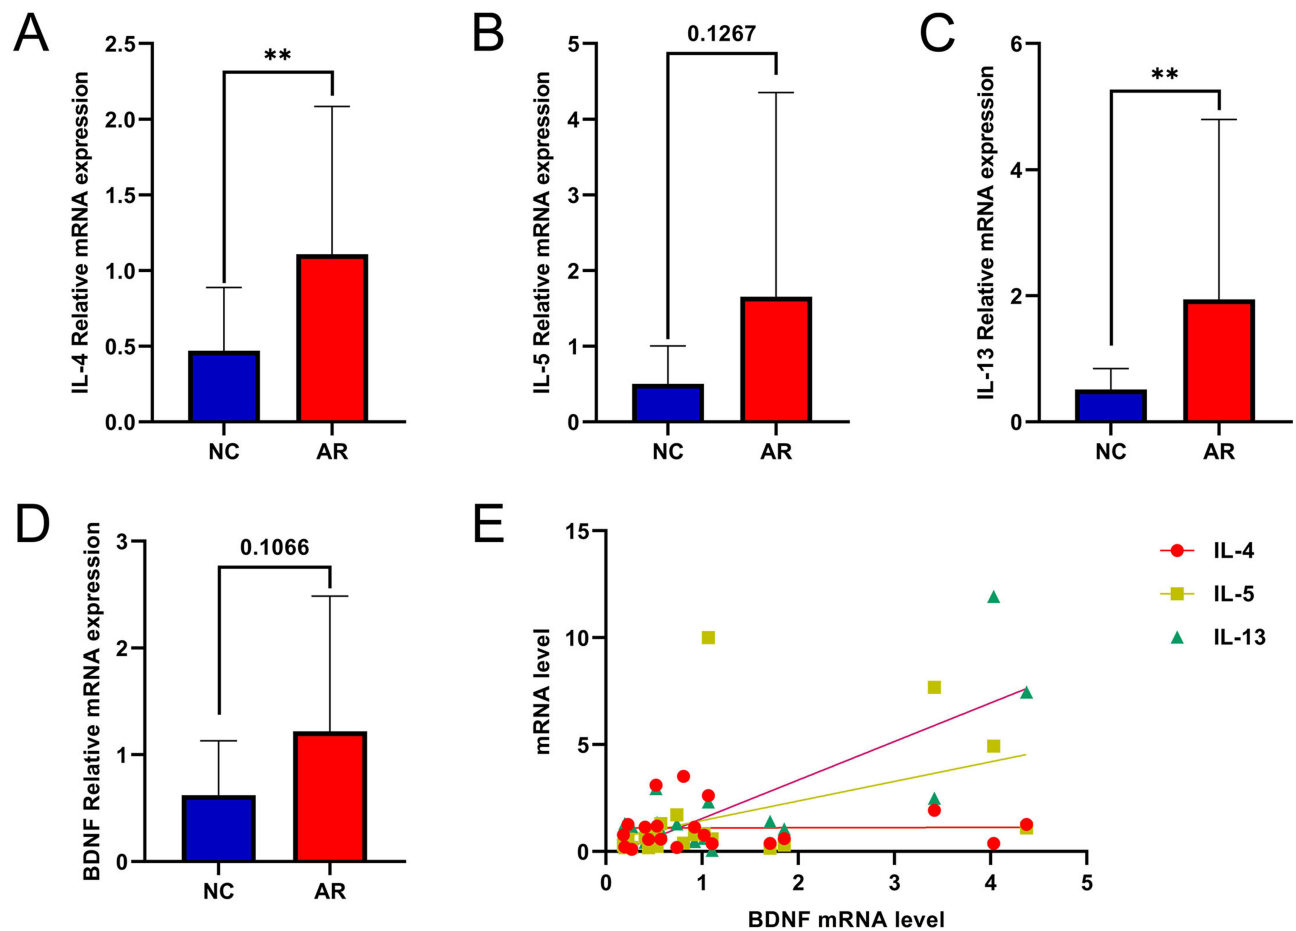 A
IL-4 Relative mRNA expression
2.5
2.0
1.5
1.0
0.5
0.0
**
NC
AR
B
IL-5 Relative mRNA expression
5
4
3
2
1
0
0.1267
NC
AR
C
IL-13 Relative mRNA expression
6
4
2
0
**
NC
AR
D
BDNF Relative mRNA expression
3
2
1
0
0.1066
NC
AR
E
mRNA level
15
10
5
0
0
1
2
3
4
5
BDNF mRNA level
IL-4
IL-5
IL-13